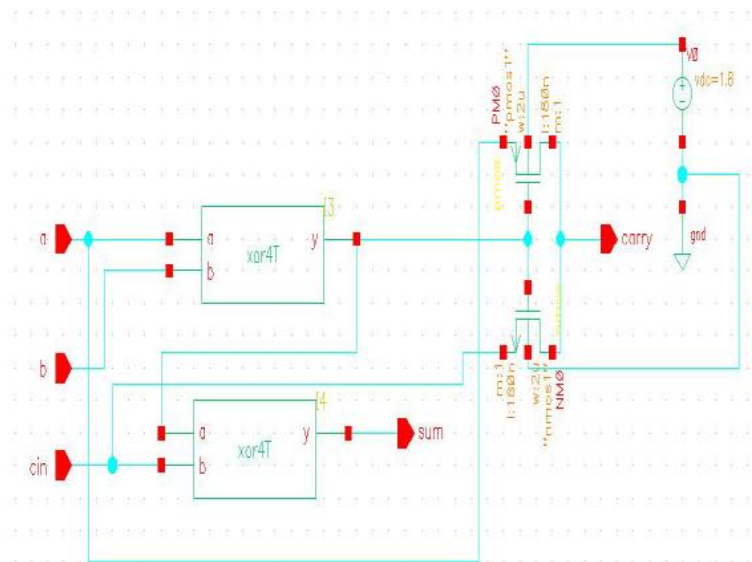 V0
vdc=1.8
PM0
"pmos1"
w:2u
l:180n
m:1
pmos
I3
a
a
y
xor4T
b
carry
gnd
b
m:1
l:180n
w:2u
"nmos1"
NM0
I4
a
y
sum
xor4T
cin
b